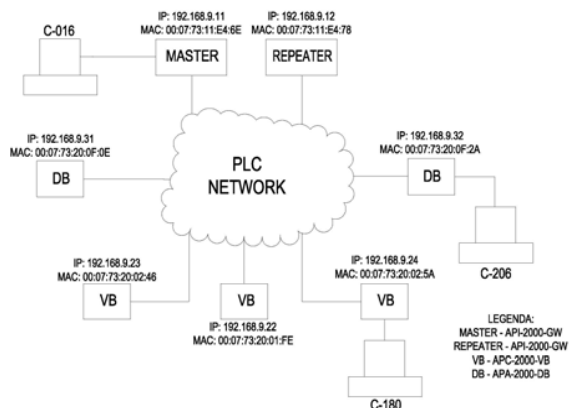 C-016
IP: 192.168.9.11
MAC: 00:07:73:11:E4:6E
MASTER
IP: 192.168.9.12
MAC: 00:07:73:11:E4:78
REPEATER
IP: 192.168.9.31
MAC: 00:07:73:20:0F:0E
DB
PLC
NETWORK
IP: 192.168.9.32
MAC: 00:07:73:20:0F:2A
DB
C-206
IP: 192.168.9.23
MAC: 00:07:73:20:02:46
VB
VB
IP: 192.168.9.22
MAC: 00:07:73:20:01:FE
IP: 192.168.9.24
MAC: 00:07:73:20:02:5A
VB
C-180
LEGENDA:
MASTER - API-2000-GW
REPEATER - API-2000-GW
VB - APC-2000-VB
DB - APA-2000-DB